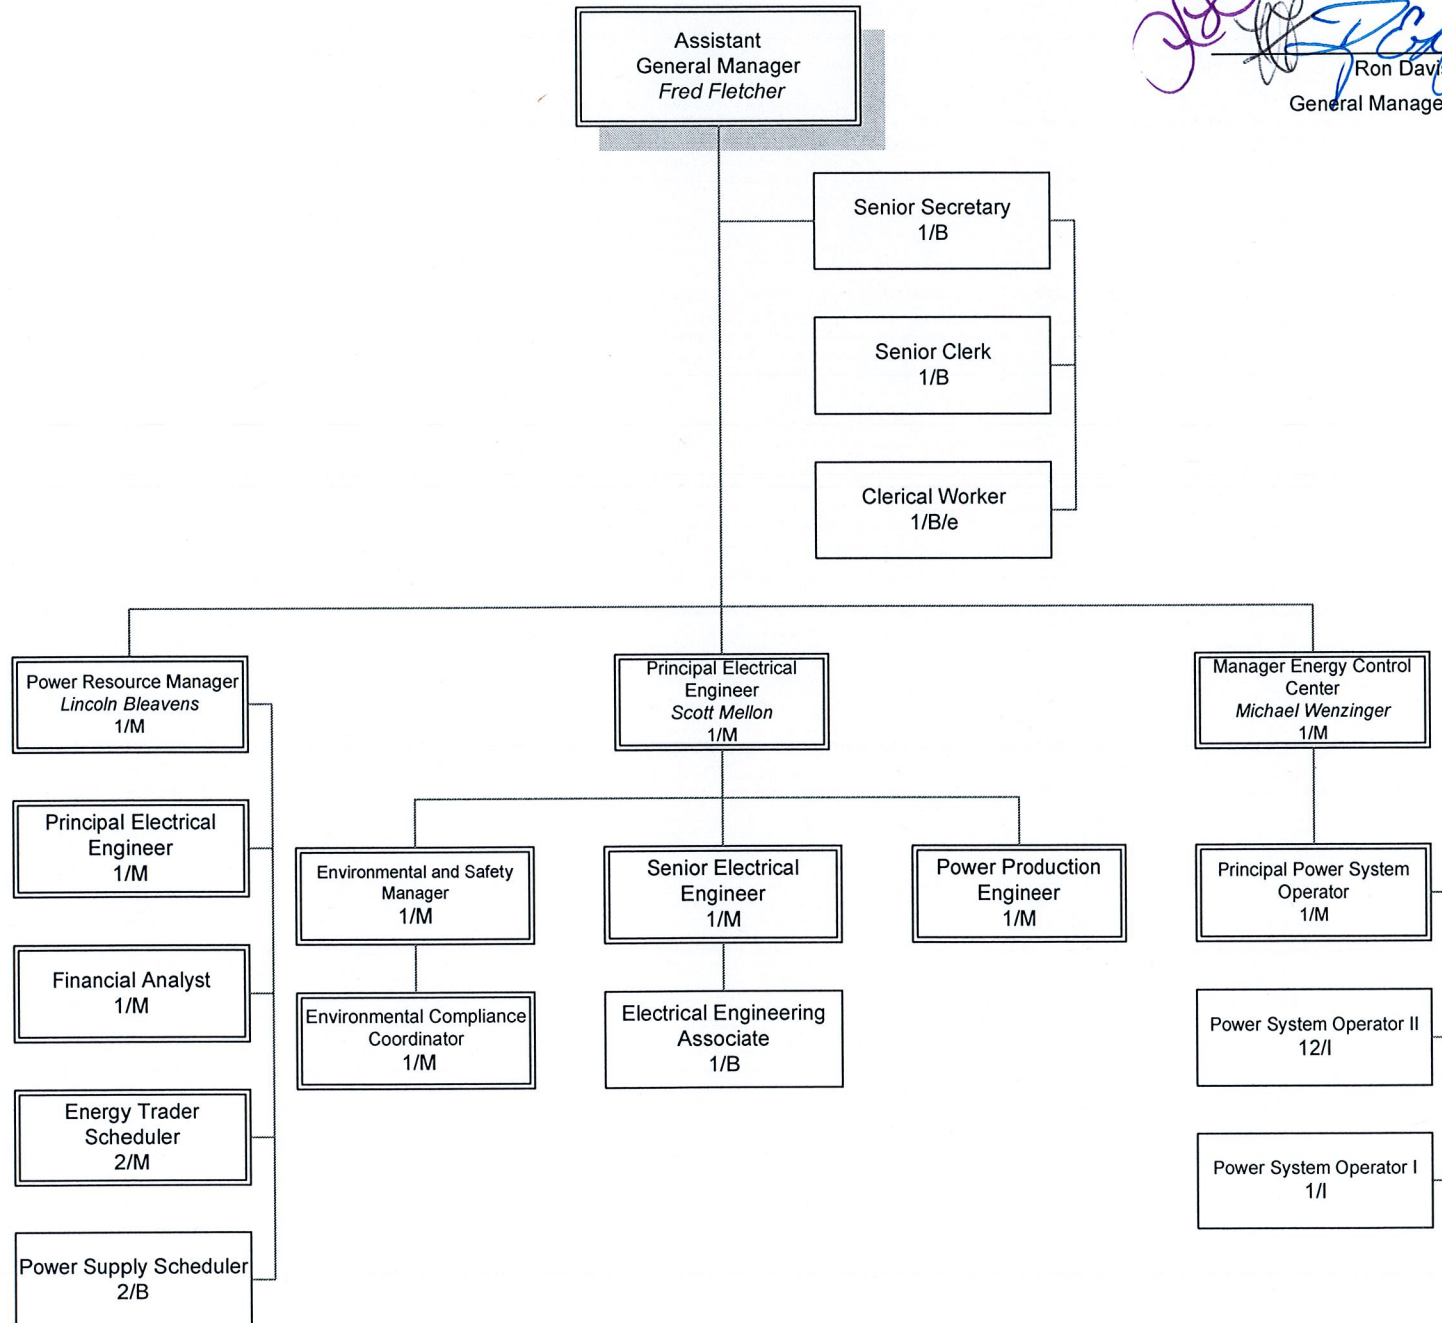 Assistant
General Manager
Fred Fletcher
Ron Davis
General Manage
Senior Secretary
1/B
Senior Clerk
1/B
Clerical Worker
1/B/e
Power Resource Manager
Lincoln Bleavens
1/M
Principal Electrical
Engineer
Scott Mellon
1/M
Manager Energy Control
Center
Michael Wenzinger
1/M
Principal Electrical
Engineer
1/M
Financial Analyst
1/M
Energy Trader
Scheduler
2/M
Power Supply Scheduler
2/B
Environmental and Safety
Manager
1/M
Environmental Compliance
Coordinator
1/M
Senior Electrical
Engineer
1/M
Electrical Engineering
Associate
1/B
Power Production
Engineer
1/M
Principal Power System
Operator
1/M
Power System Operator II
12/I
Power System Operator I
1/I